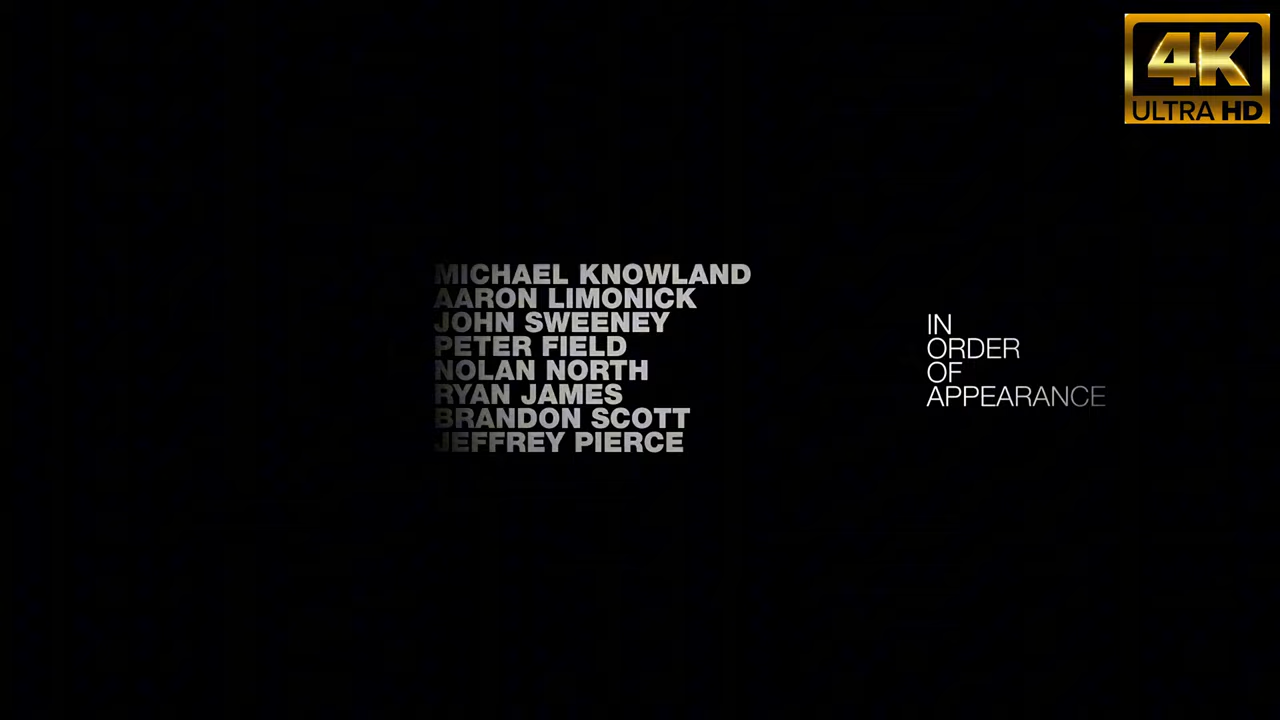 4K
ULTRA HD
MICHAEL KNOWLAND
AARON LIMONICK
JOHN SWEENEY
PETER FIELD
NOLAN NORTH
RYAN JAMES
BRANDON SCOTT
JEFFREY PIERCE
IN
ORDER
OF
APPEARANCE